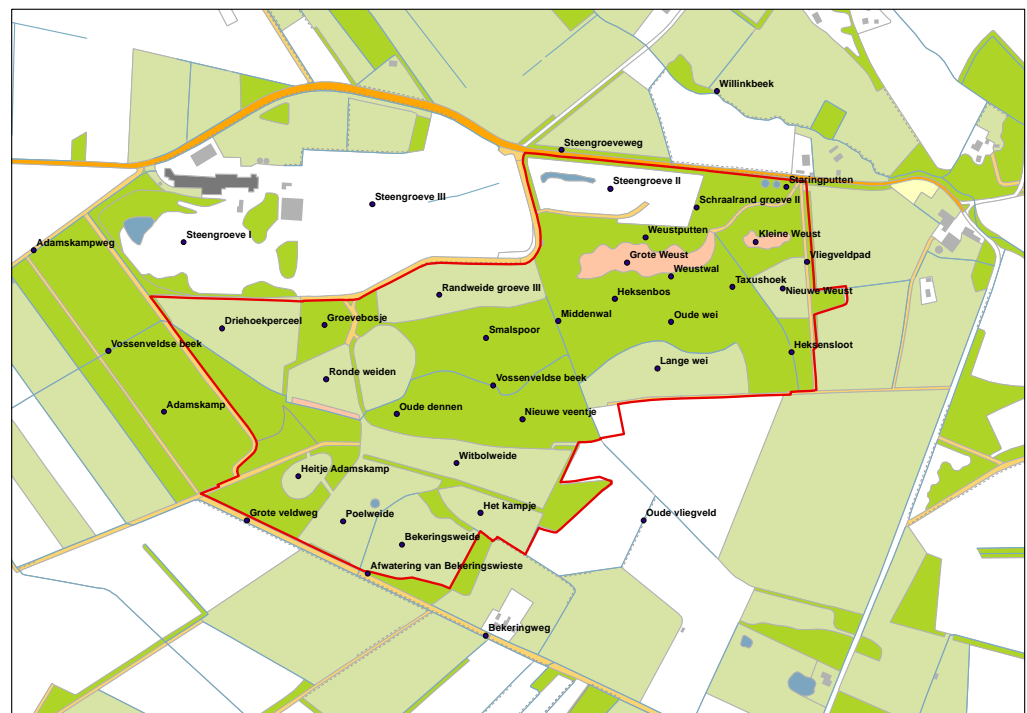 Willinkbeek
Steengroeveweg
Steengroeve II
Staringputten
Steengroeve III
Schraalrand groeve II
Steengroeve I
Adamskampweg
Weustputten
Kleine Weust
Grote Weust
Vliegveldpad
Weustwal
Taxushoek
Nieuwe Weust
Randweide groeve III
Heksenbos
Driehoekperceel
Groevebosje
Middenwal
Oude wei
Smalspoor
Vossenveldse beek
Heksensloot
Lange wei
Ronde weiden
Vossenveldse beek
Adamskamp
Oude dennen
Nieuwe veentje
Witbolweide
Heitje Adamskamp
Grote veldweg
Poelweide
Het kampje
Oude vliegveld
Bekeringsweide
Afwatering van Bekeringswieste
Bekeringweg